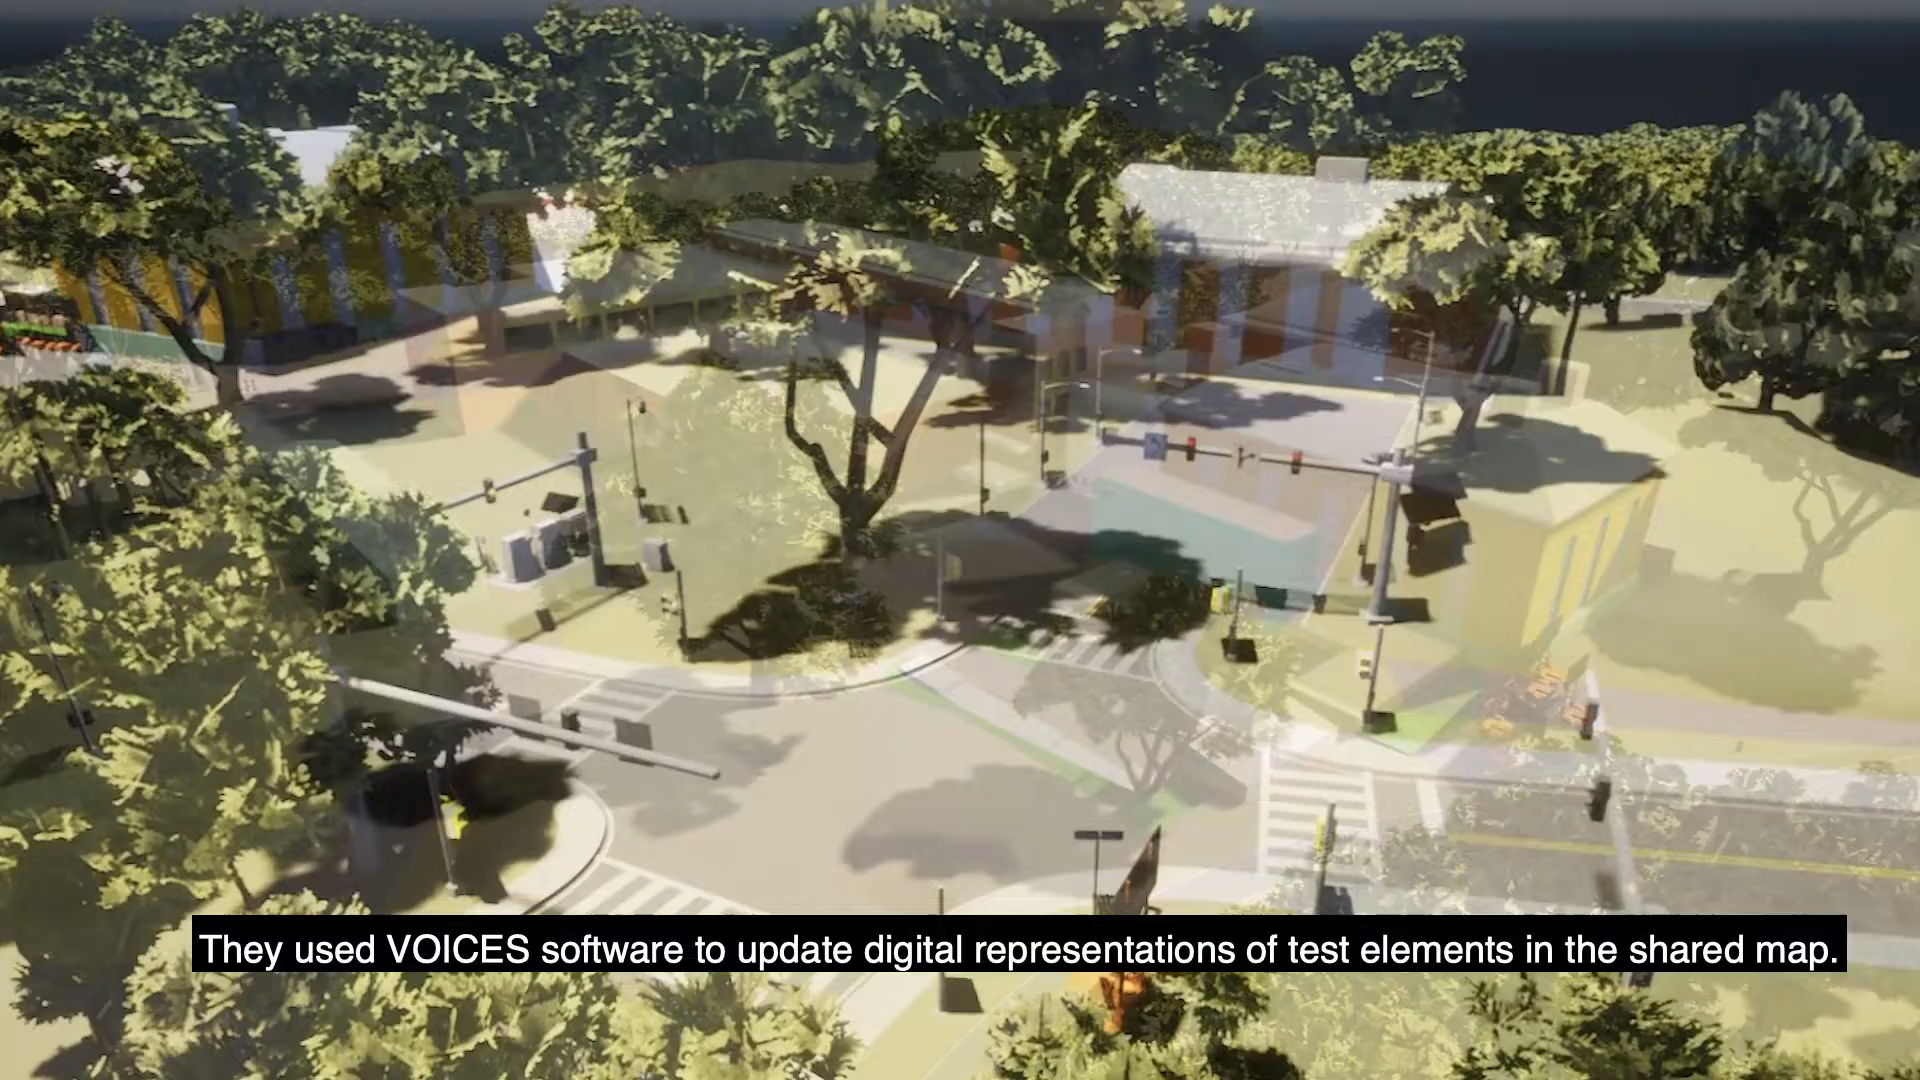 They used VOICES software to update digital representations of test elements in the shared map.